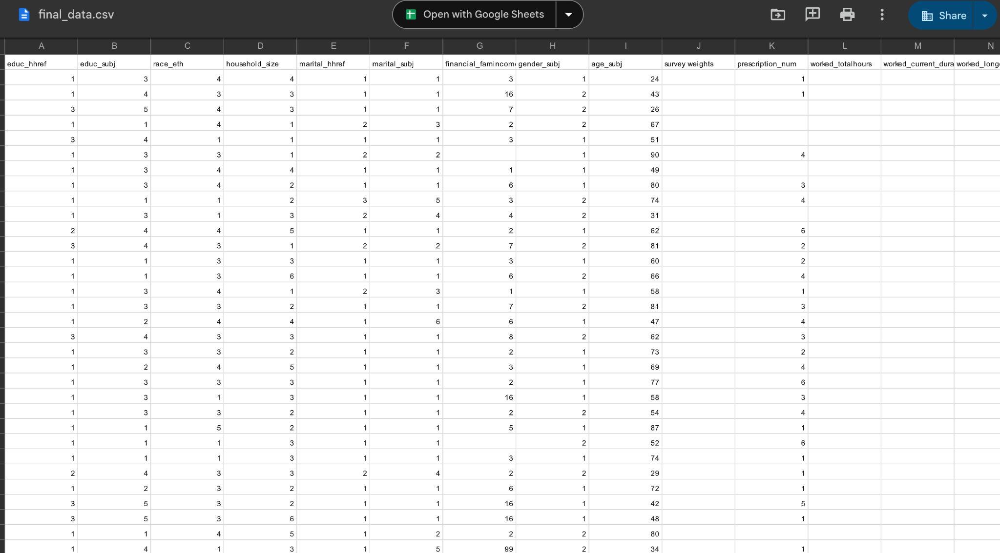 final_data.csv Open with Google Sheets Share
A B C D E F G H I J K L M N
educ_hhref educ_subj race_eth household_size marital_hhref marital_subj financial_famincom gender_subj age_subj survey weights prescription_num worked_totalhours worked_current_dura worked_long
1 3 4 4 1 1 3 1 24 1
1 4 3 3 1 1 16 2 43 1
3 5 4 3 1 1 7 2 26
1 1 4 1 2 3 2 2 67
3 4 1 1 1 1 3 1 51
1 3 3 1 2 2 1 90 4
1 3 4 4 1 1 1 1 49
1 3 4 2 1 1 6 1 80 3
1 1 1 2 3 5 3 2 74 4
1 3 1 3 2 4 4 2 31
2 4 4 5 1 1 2 1 62 6
3 4 3 1 2 2 7 2 81 2
1 1 3 3 1 1 3 1 60 2
1 1 3 6 1 1 6 2 66 4
1 3 4 1 2 3 1 1 58 1
1 3 3 2 1 1 7 2 81 3
1 2 4 4 1 6 6 1 47 4
3 4 3 3 1 1 8 2 62 3
1 3 3 2 1 1 2 1 73 2
1 2 4 5 1 1 3 1 69 4
1 3 3 3 1 1 2 1 77 6
1 3 1 3 1 1 16 1 58 3
1 3 3 2 1 1 2 2 54 4
1 1 5 2 1 1 5 1 87 1
1 1 1 3 1 1 2 52 6
1 1 1 3 1 1 3 1 74 1
2 4 3 3 2 4 2 2 29 1
1 2 3 2 1 1 6 1 72 1
3 5 3 2 1 1 16 1 42 5
3 5 3 6 1 1 16 1 48 1
1 1 4 5 1 2 2 2 80
1 4 1 3 1 5 99 2 34 1